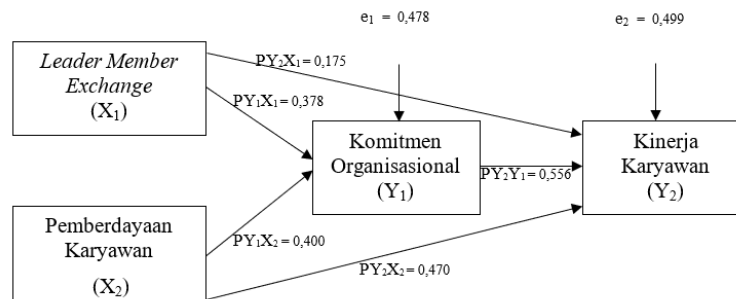 e₁ = 0,478
e₂ = 0,499
Leader Member
Exchange
(X₁)
PY₂X₁= 0,175
PY₁X₁= 0,378
Komitmen
Organisasional
(Y₁)
Kinerja
Karyawan
(Y₂)
PY₂Y₁= 0,556
Pemberdayaan
Karyawan
(X₂)
PY₁X₂= 0,400
PY₂X₂= 0,470